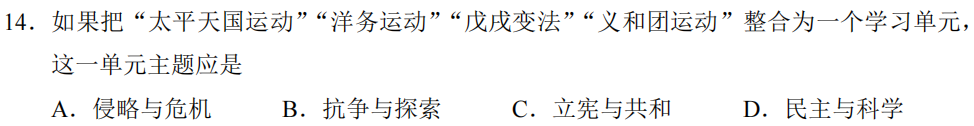 14．如果把“太平天国运动”“洋务运动”“戊戌变法”“义和团运动”整合为一个学习单元，
这一单元主题应是
A．侵略与危机 B．抗争与探索 C．立宪与共和 D．民主与科学